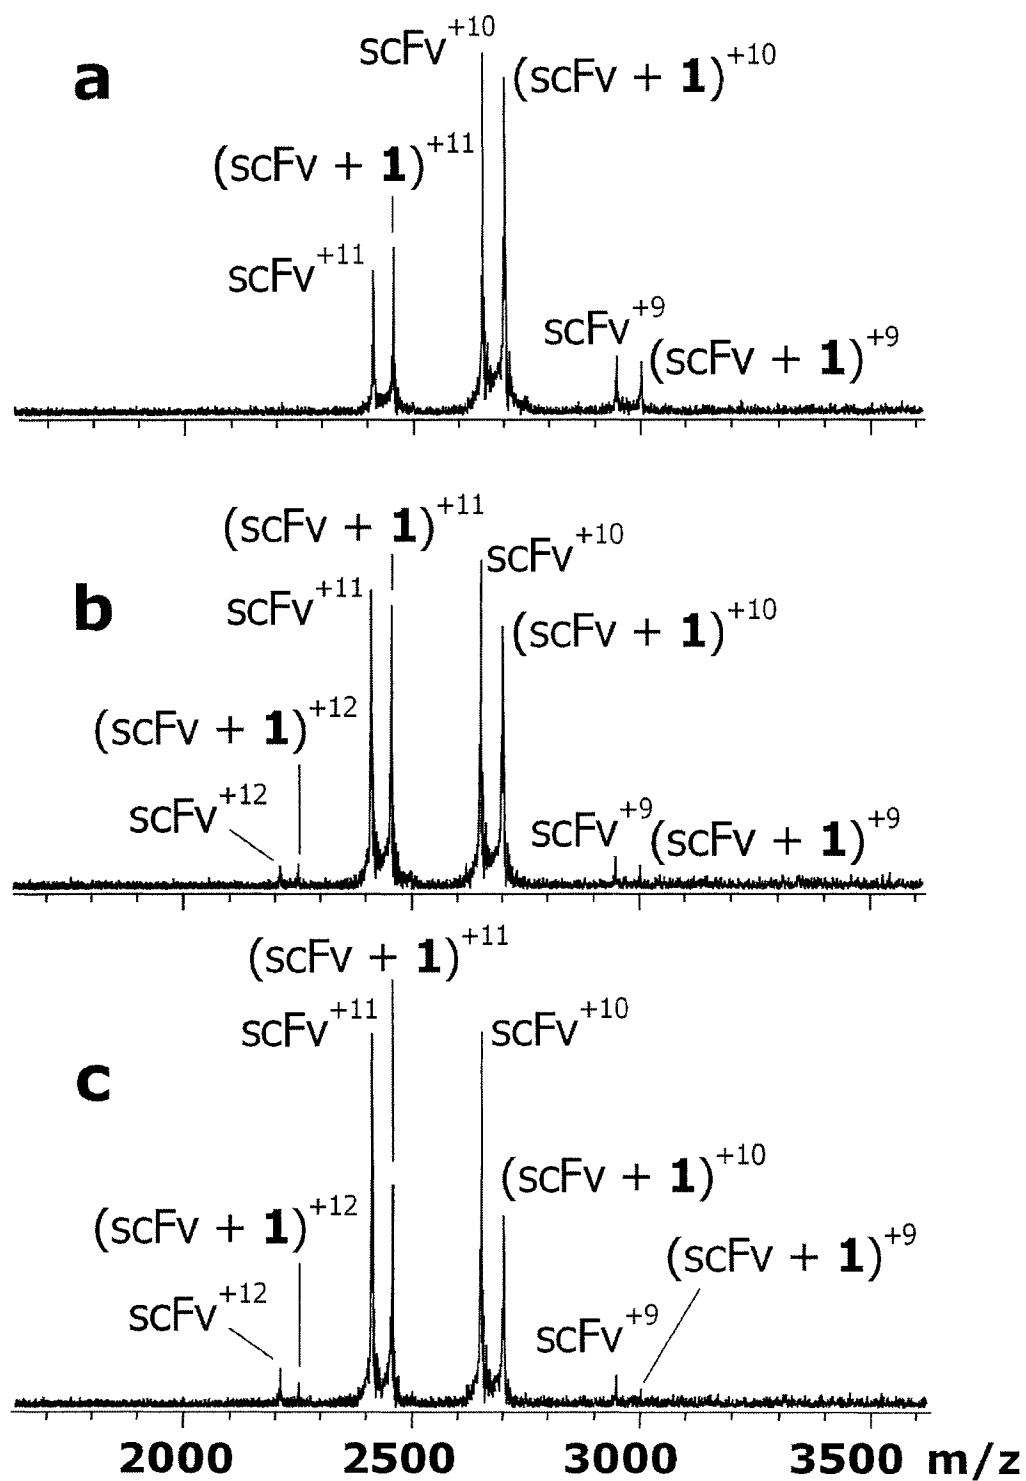 a
scFv+10
(scFv + 1)+10
(scFv + 1)+11
scFv+11
scFv+9
(scFv + 1)+9
b
(scFv + 1)+11
scFv+10
scFv+11
(scFv + 1)+10
(scFv + 1)+12
scFv+12
scFv+9
(scFv + 1)+9
c
(scFv + 1)+11
scFv+11
scFv+10
(scFv + 1)+10
(scFv + 1)+12
(scFv + 1)+9
scFv+12
scFv+9
2000 2500 3000 3500 m/z